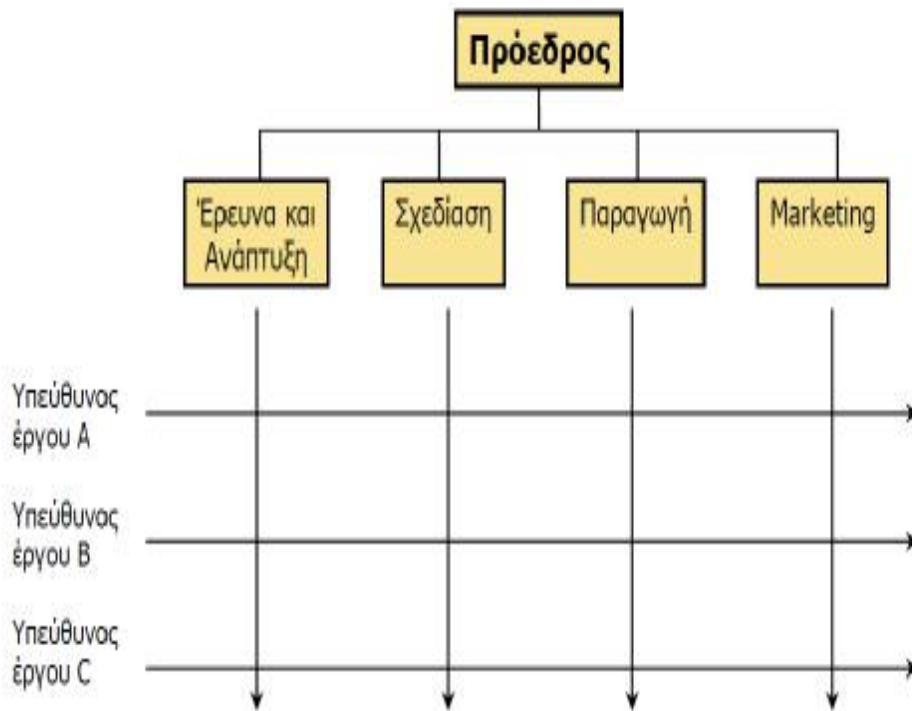 Πρόεδρος
Έρευνα και
Ανάπτυξη
Σχεδίαση
Παραγωγή
Marketing
Υπεύθυνος
έργου A
Υπεύθυνος
έργου B
Υπεύθυνος
έργου C